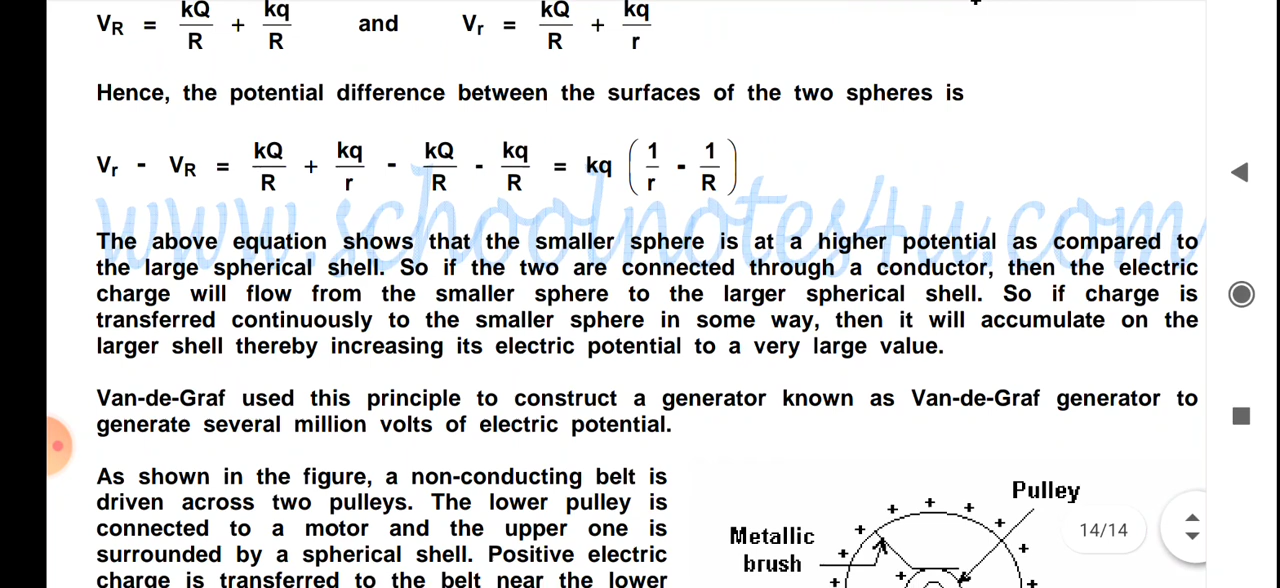 V_R = kQ/R + kq/R and V_r = kQ/R + kq/r
Hence, the potential difference between the surfaces of the two spheres is
V_r - V_R = kQ/R + kq/r - kQ/R - kq/R = kq (1/r - 1/R)
www.schoolnotes4u.com
The above equation shows that the smaller sphere is at a higher potential as compared to
the large spherical shell. So if the two are connected through a conductor, then the electric
charge will flow from the smaller sphere to the larger spherical shell. So if charge is
transferred continuously to the smaller sphere in some way, then it will accumulate on the
larger shell thereby increasing its electric potential to a very large value.
Van-de-Graf used this principle to construct a generator known as Van-de-Graf generator to
generate several million volts of electric potential.
As shown in the figure, a non-conducting belt is
driven across two pulleys. The lower pulley is
connected to a motor and the upper one is
surrounded by a spherical shell. Positive electric
charge is transferred to the belt near the lower
Pulley
Metallic
brush
14/14